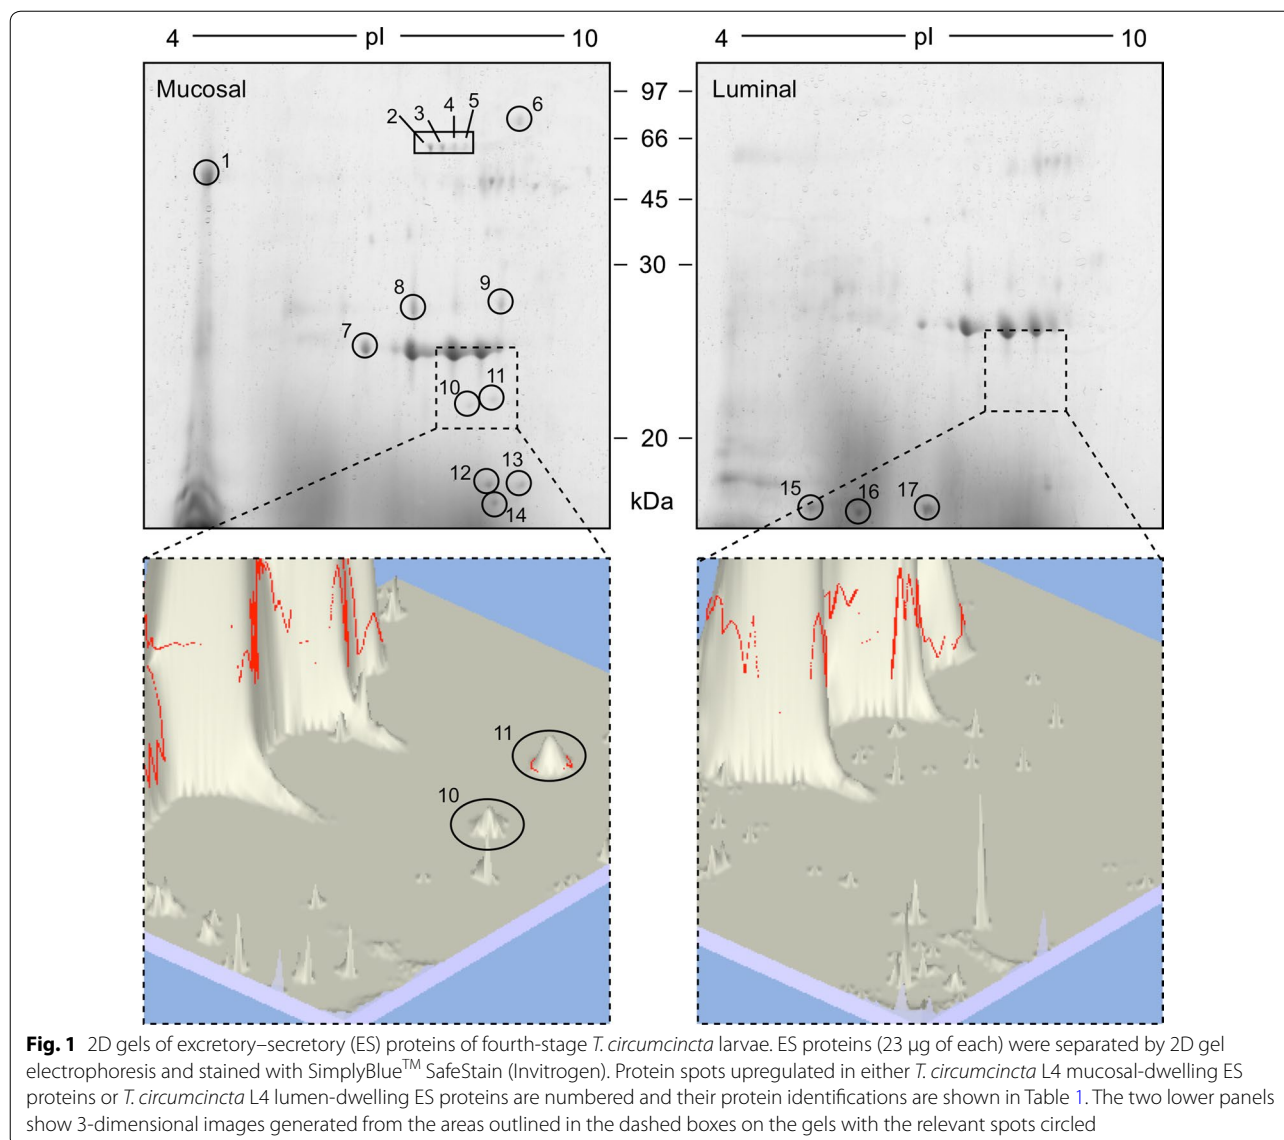 4 pI 10
4 pI 10
Mucosal
Luminal
97
66
45
30
20
kDa
1
2
3
4
5
6
7
8
9
10
11
12
13
14
15
16
17
11
10
Fig. 1 2D gels of excretory–secretory (ES) proteins of fourth-stage T. circumcincta larvae. ES proteins (23 µg of each) were separated by 2D gel
electrophoresis and stained with SimplyBlue™ SafeStain (Invitrogen). Protein spots upregulated in either T. circumcincta L4 mucosal-dwelling ES
proteins or T. circumcincta L4 lumen-dwelling ES proteins are numbered and their protein identifications are shown in Table 1. The two lower panels
show 3-dimensional images generated from the areas outlined in the dashed boxes on the gels with the relevant spots circled